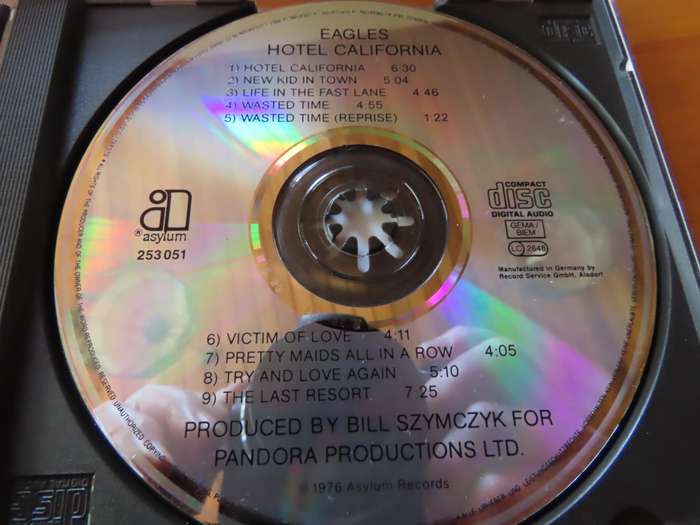 EAGLES
HOTEL CALIFORNIA
1) HOTEL CALIFORNIA 6:30
2) NEW KID IN TOWN 5:04
3) LIFE IN THE FAST LANE 4:46
4) WASTED TIME 4:55
5) WASTED TIME (REPRISE) 1:22
® asylum
253 051
COMPACT
disc
DIGITAL AUDIO
GEMA/
BIEM
LC 2646
Manufactured in Germany by
Record Service GmbH, Alsdorf
6) VICTIM OF LOVE 4:11
7) PRETTY MAIDS ALL IN A ROW 4:05
8) TRY AND LOVE AGAIN 5:10
9) THE LAST RESORT 7.25
PRODUCED BY BILL SZYMCZYK FOR
PANDORA PRODUCTIONS LTD.
1976 Asylum Records
UNAUTHORIZED COPYING
disc